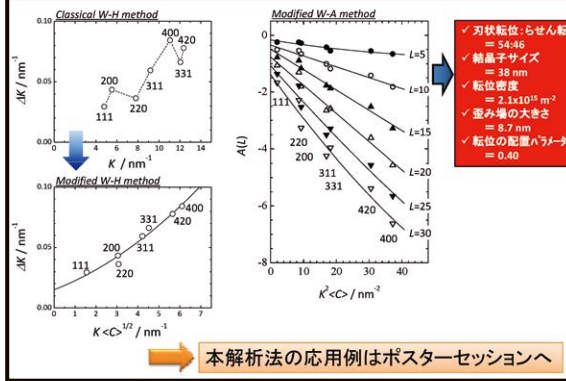 Classical W-H method
0.10
0.05
0.00
ΔK / nm⁻¹
111
200
220
311
400
331
420
0 2 4 6 8 10 12 14 16
K / nm⁻¹
Modified W-H method
0.10
0.05
0.00
ΔK / nm⁻¹
111
200
220
311
331
420
400
0 1 2 3 4 5 6 7
K <C>^1/2 / nm⁻¹
Modified W-A method
0
-2
-4
-6
-8
A(L)
111
220
200
311
331
420
400
L=5
L=10
L=15
L=20
L=25
L=30
0 10 20 30 40 50
K²<C> / nm⁻²
✓ 刃状転位:らせん転
= 54:46
✓ 結晶子サイズ
= 38 nm
✓ 転位密度
= 2.1x10¹⁵ m⁻²
✓ 歪み場の大きさ
= 8.7 nm
✓ 転位の配置パラメータ
= 0.40
本解析法の応用例はポスターセッションへ